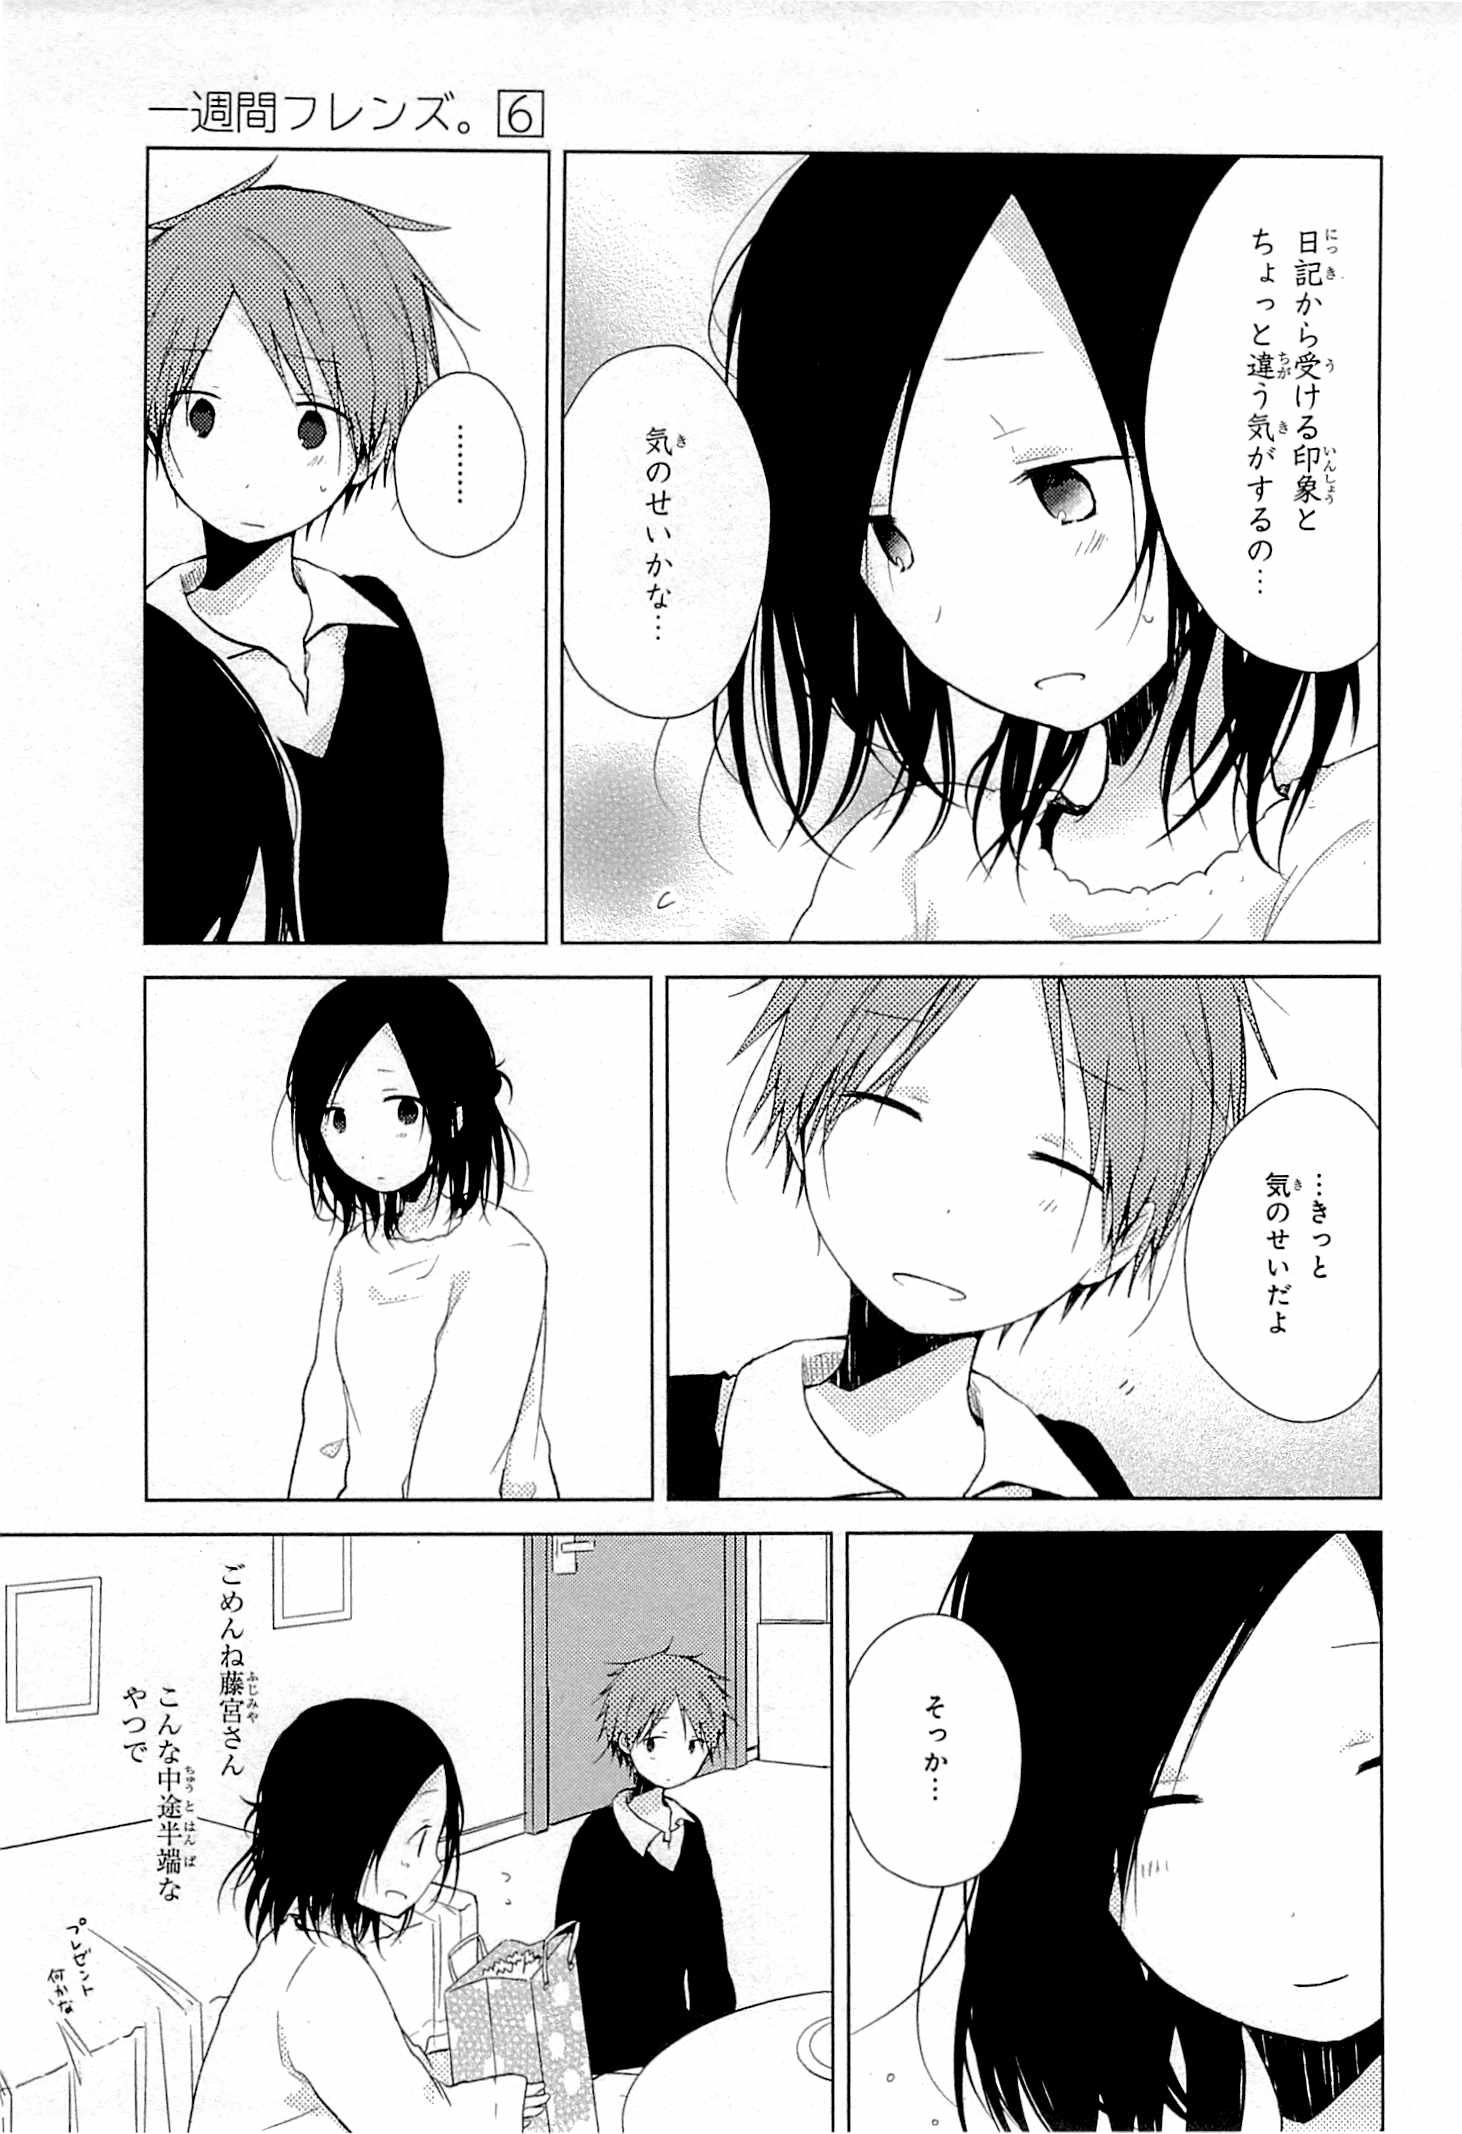 一週間フレンズ。6
日記から受ける印象と
ちょっと違う気がするの…
気のせいかな…
………
…きっと
気のせいだよ
そっか…
ごめんね藤宮さん
こんな中途半端な
やつで
プレゼント
何かな